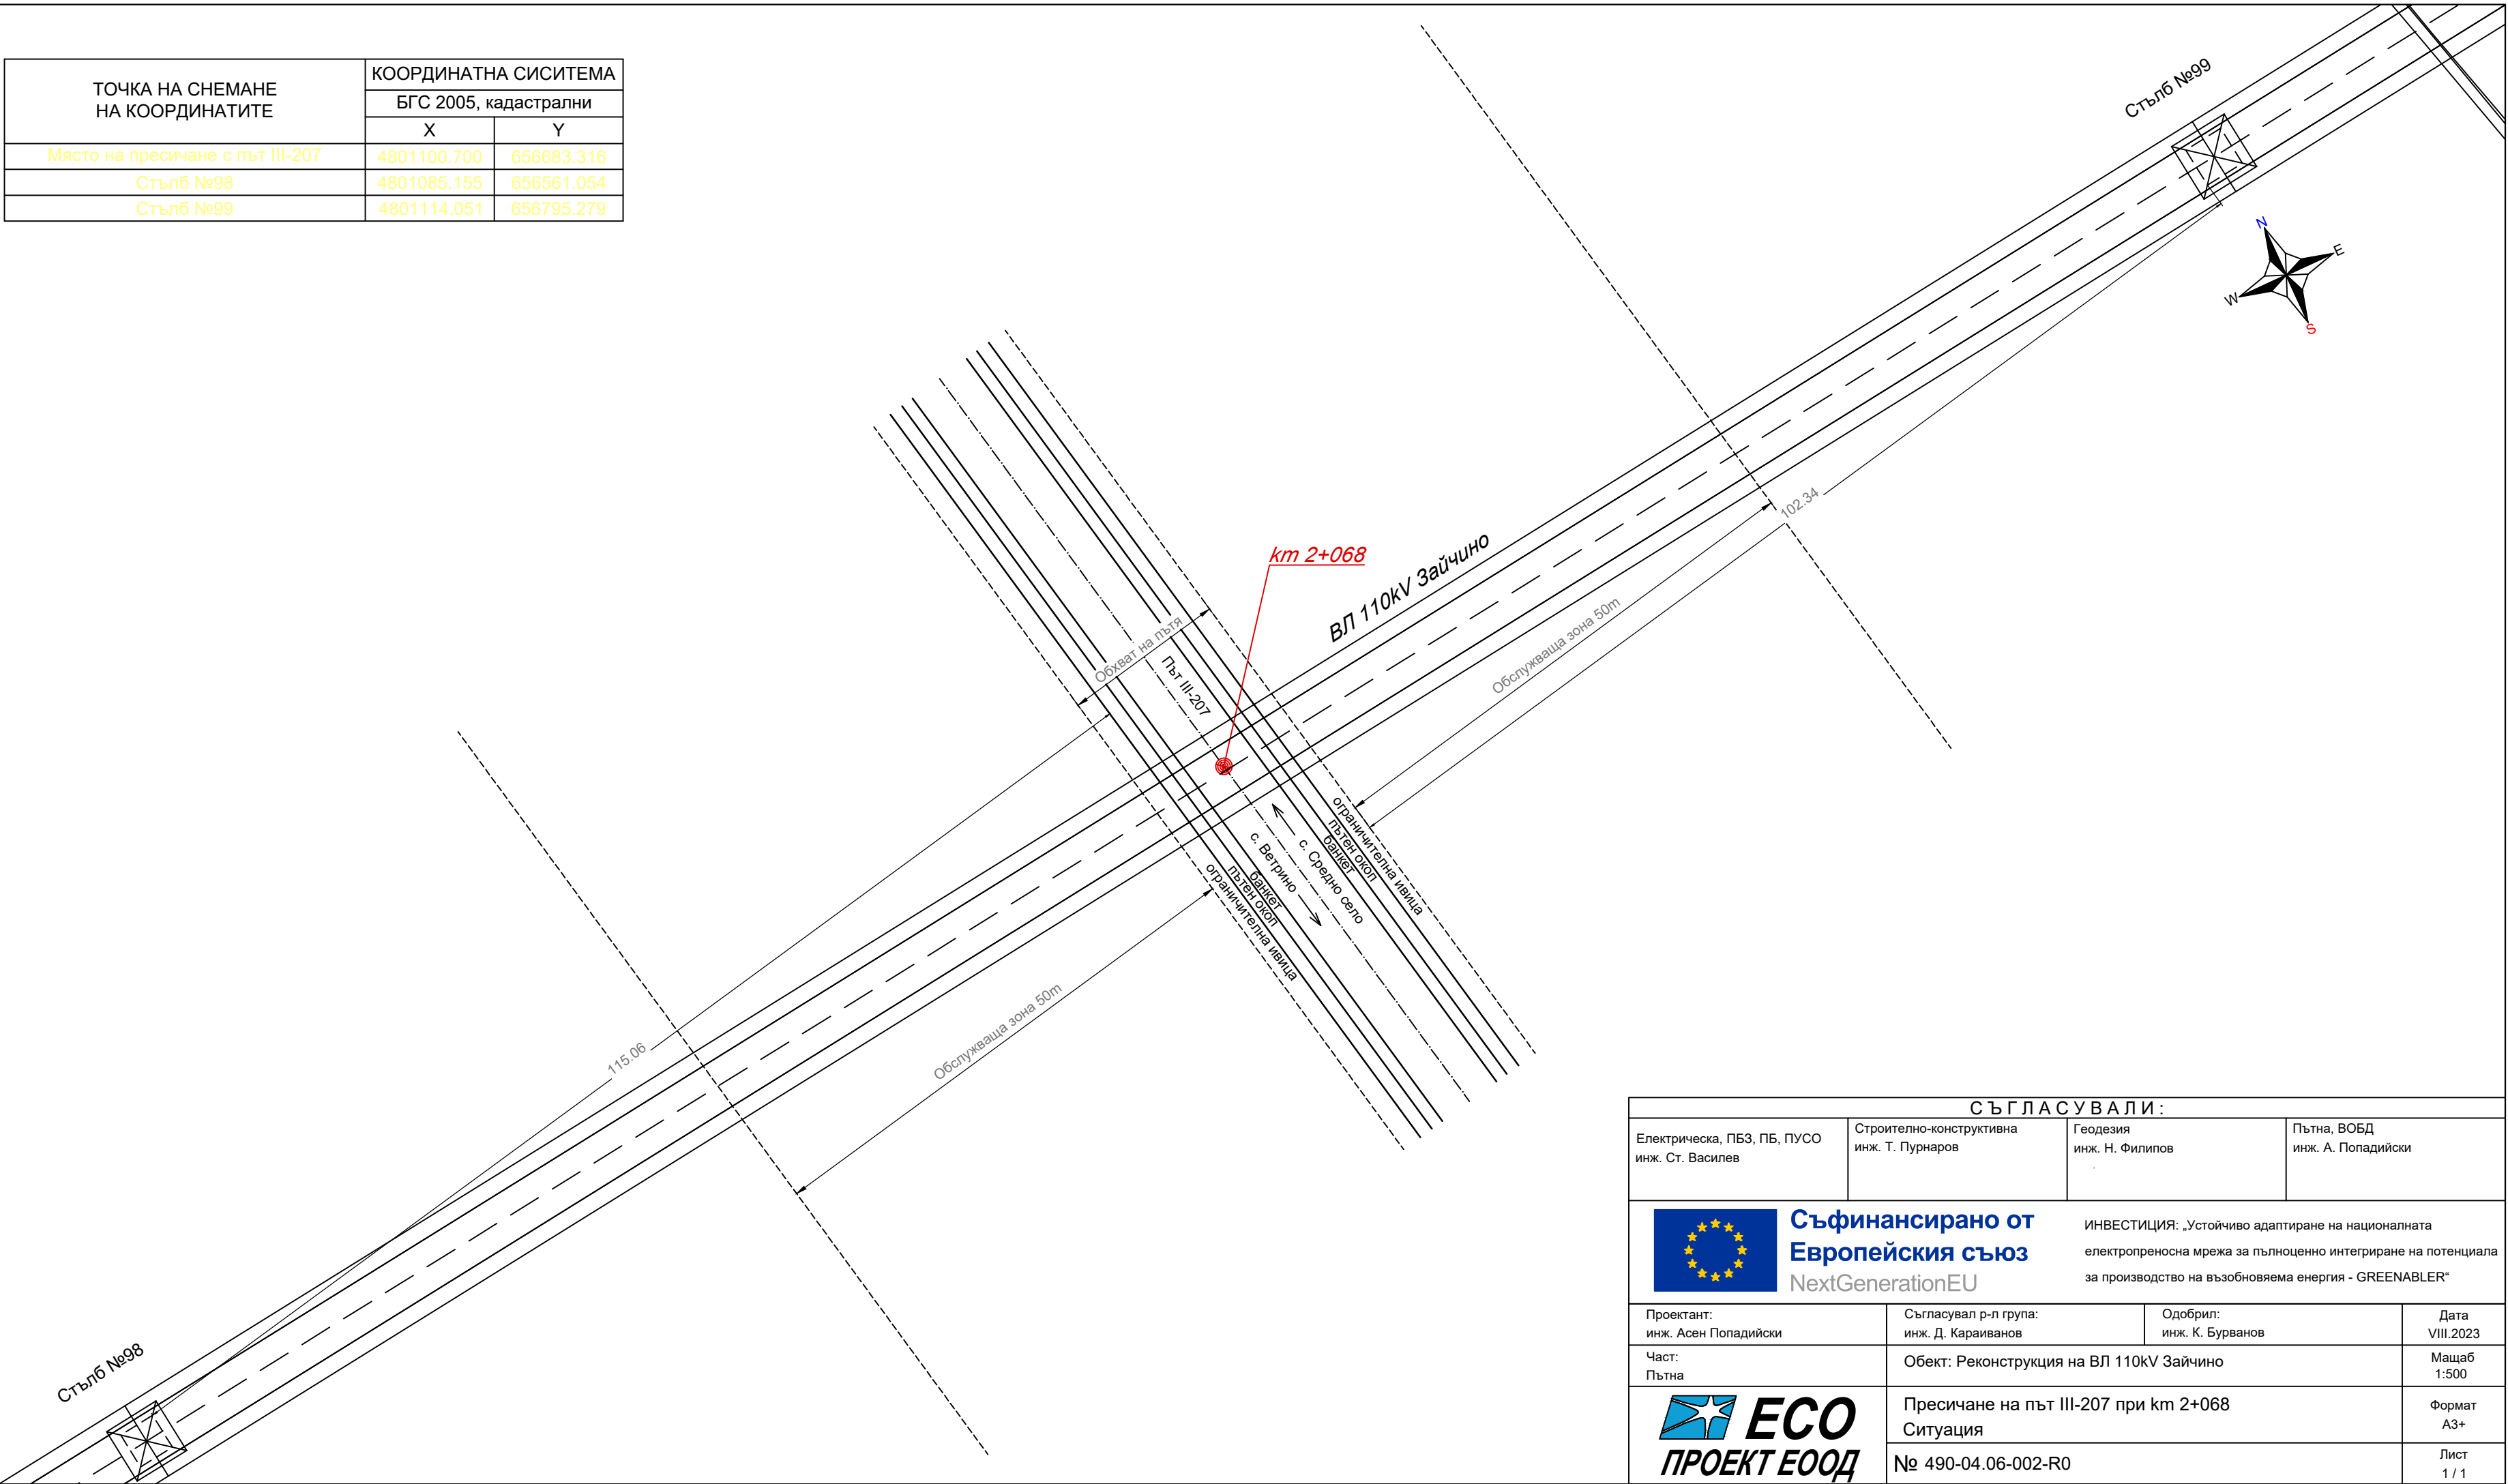 ТОЧКА НА СНЕМАНЕ
НА КООРДИНАТИТЕ
КООРДИНАТНА СИСИТЕМА
БГС 2005, кадастрални
X Y
Място на пресичане с път III-207 4801100.700 656683.316
Стълб №98 4801085.155 656561.054
Стълб №99 4801114.051 656795.279
Стълб №99
N
E
W
S
km 2+068
ВЛ 110kV Зайчино
102.34
Обслужваща зона 50m
Обхват на пътя
Път III-207
с. Ветрино
с. Средно село
ограничителна ивица
пътен окоп
банкет
банкет
пътен окоп
ограничителна ивица
115.06
Обслужваща зона 50m
Стълб №98
СЪГЛАСУВАЛИ:
Електрическа, ПБЗ, ПБ, ПУСО
инж. Ст. Василев
Строително-конструктивна
инж. Т. Пурнаров
Геодезия
инж. Н. Филипов
Пътна, ВОБД
инж. А. Попадийски
Съфинансирано от
Европейския съюз
NextGenerationEU
ИНВЕСТИЦИЯ: „Устойчиво адаптиране на националната
електропреносна мрежа за пълноценно интегриране на потенциала
за производство на възобновяема енергия - GREENABLER“
Проектант:
инж. Асен Попадийски
Съгласувал р-л група:
инж. Д. Караиванов
Одобрил:
инж. К. Бурванов
Дата
VIII.2023
Част:
Пътна
Обект: Реконструкция на ВЛ 110kV Зайчино
Мащаб
1:500
ECO
ПРОЕКТ ЕООД
Пресичане на път III-207 при km 2+068
Ситуация
Формат
А3+
№ 490-04.06-002-R0
Лист
1 / 1